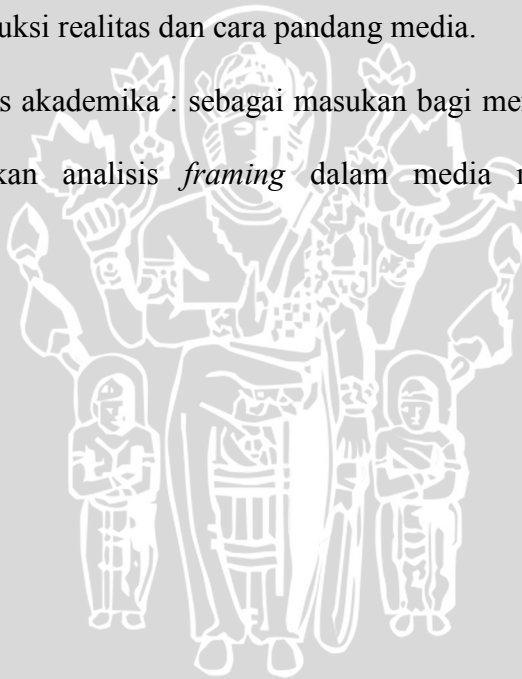 uksi realitas dan cara pandang media.
s akademika : sebagai masukan bagi me
kan analisis framing dalam media